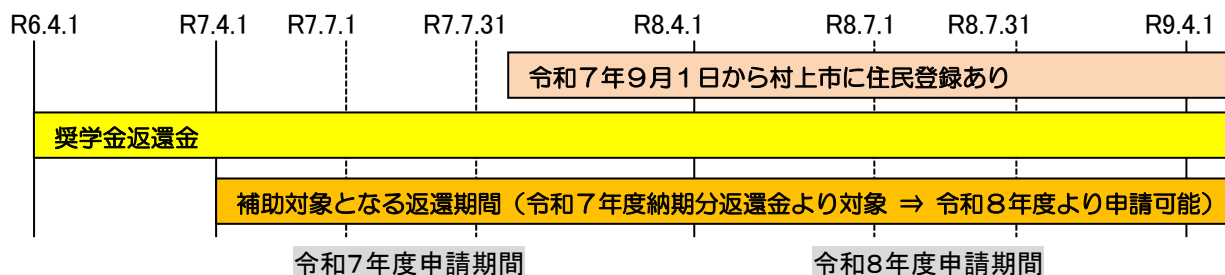 R6.4.1 R7.4.1 R7.7.1 R7.7.31 R8.4.1 R8.7.1 R8.7.31 R9.4.1
令和７年９月１日から村上市に住民登録あり
奨学金返還金
補助対象となる返還期間（令和７年度納期分返還金より対象 ⇒ 令和８年度より申請可能）
令和7年度申請期間 令和8年度申請期間